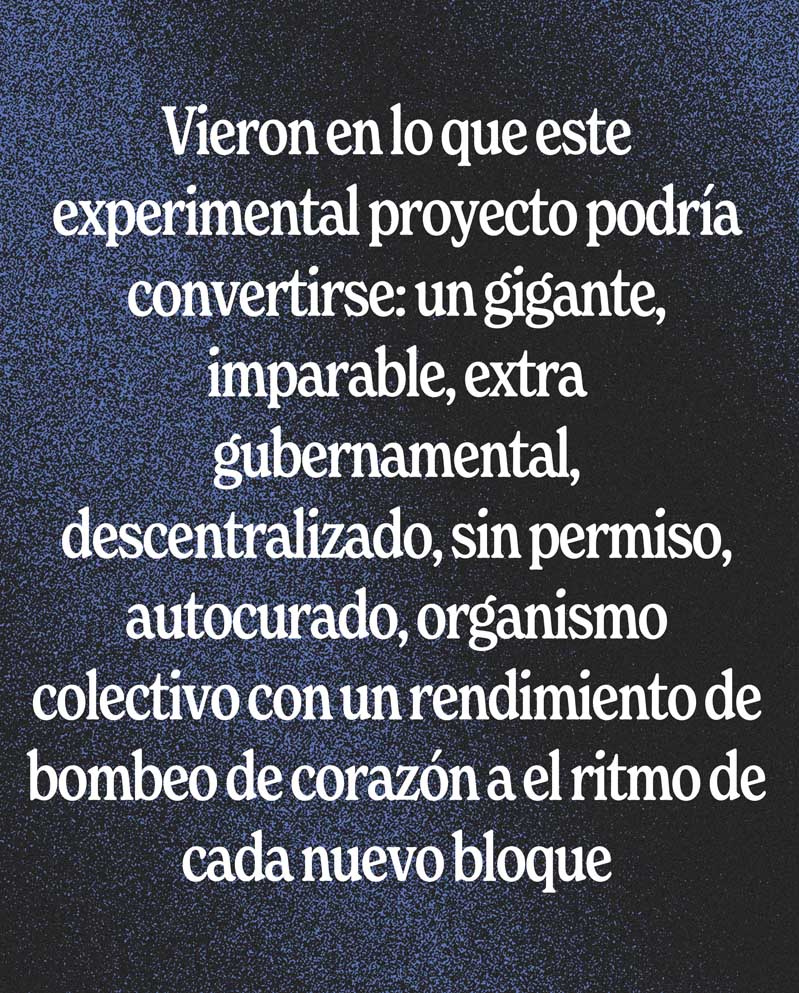 Vieron en lo que este
experimental proyecto podría
convertirse: un gigante,
imparable, extra
gubernamental,
descentralizado, sin permiso,
autocurado, organismo
colectivo con un rendimiento de
bombeo de corazón a el ritmo de
cada nuevo bloque